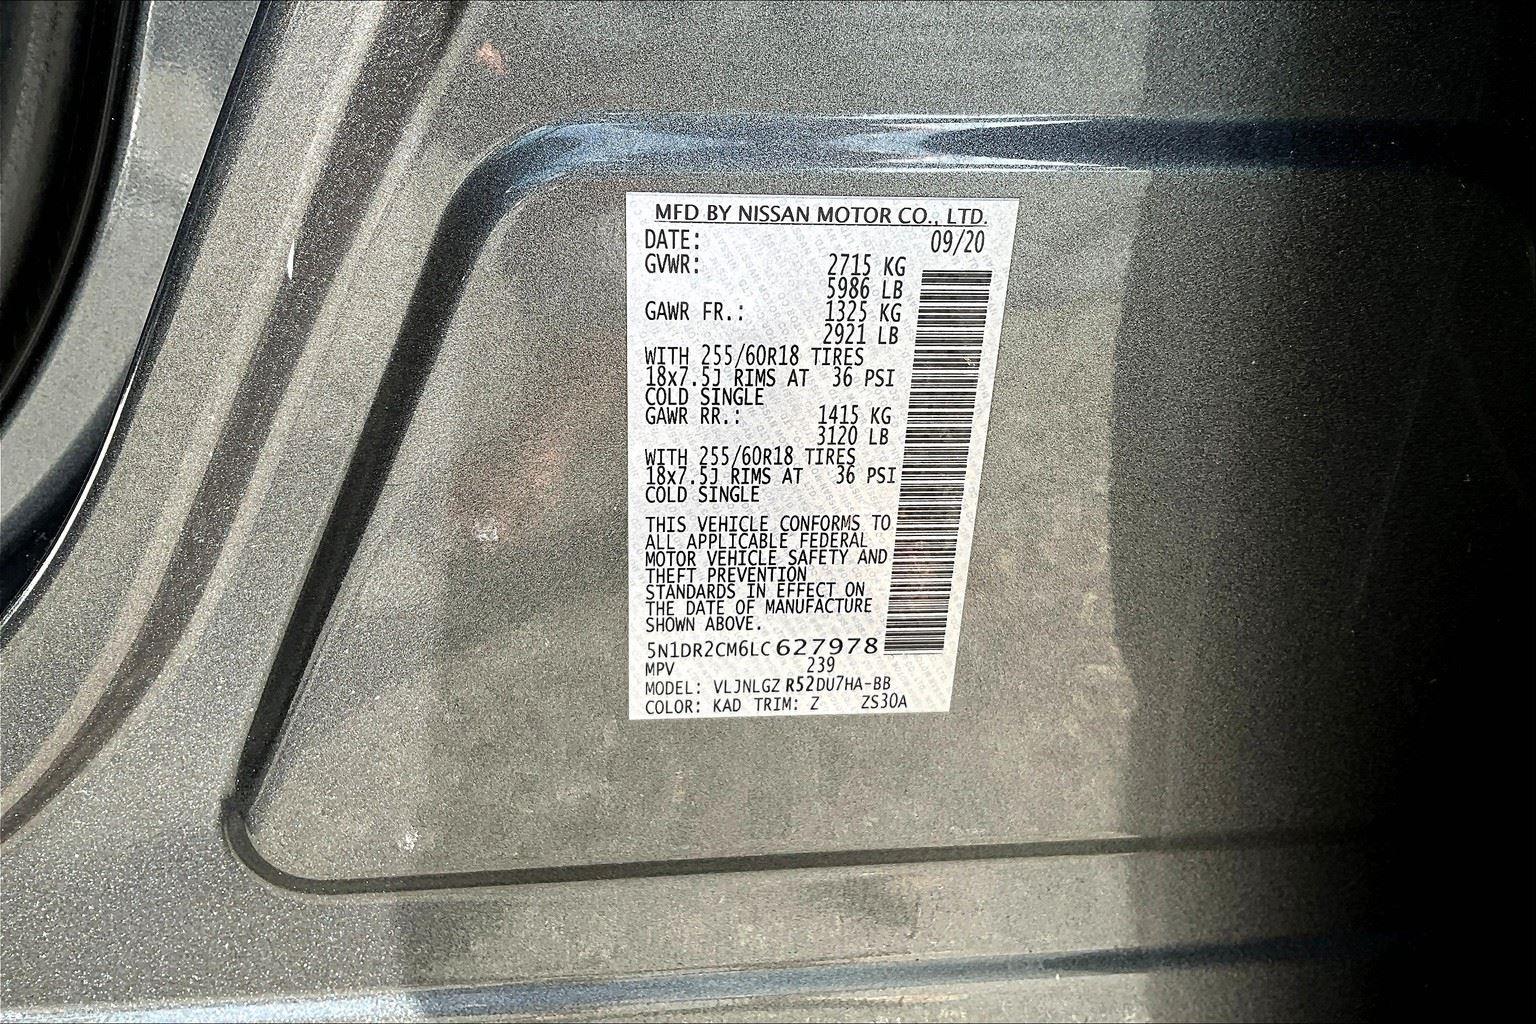 MFD BY NISSAN MOTOR CO., LTD.
DATE: 09/20
GVWR: 2715 KG
5986 LB
GAWR FR.: 1325 KG
2921 LB
WITH 255/60R18 TIRES
18x7.5J RIMS AT 36 PSI
COLD SINGLE
GAWR RR.: 1415 KG
3120 LB
WITH 255/60R18 TIRES
18x7.5J RIMS AT 36 PSI
COLD SINGLE
THIS VEHICLE CONFORMS TO
ALL APPLICABLE FEDERAL
MOTOR VEHICLE SAFETY AND
THEFT PREVENTION
STANDARDS IN EFFECT ON
THE DATE OF MANUFACTURE
SHOWN ABOVE.
5N1DR2CM6LC627978
MPV 239
MODEL: VLJNLGZ R52DU7HA-BB
COLOR: KAD TRIM: Z ZS30A